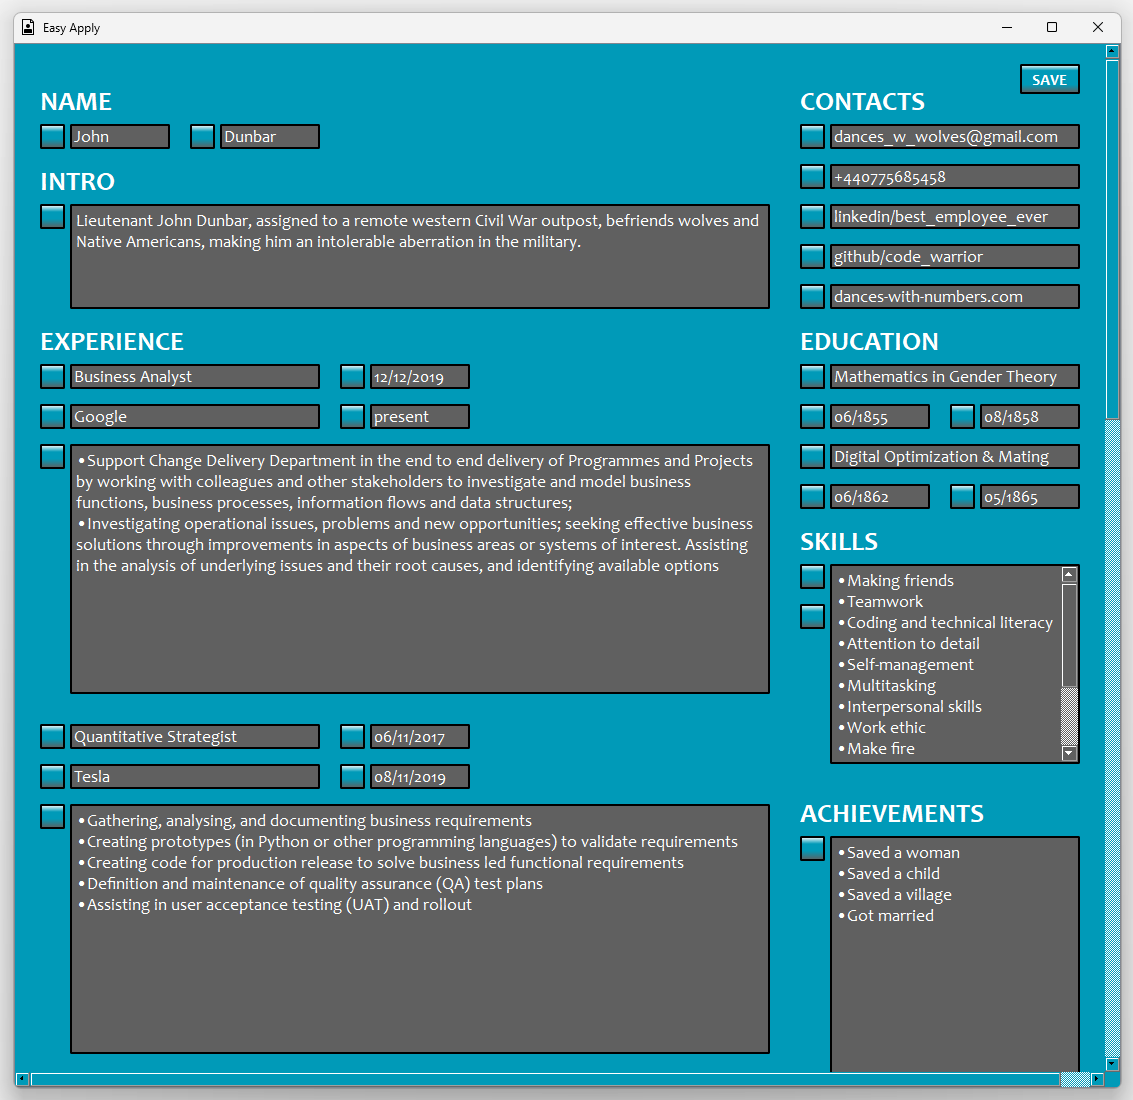 Easy Apply
SAVE
NAME
John
Dunbar
INTRO
Lieutenant John Dunbar, assigned to a remote western Civil War outpost, befriends wolves and
Native Americans, making him an intolerable aberration in the military.
EXPERIENCE
Business Analyst
12/12/2019
Google
present
•Support Change Delivery Department in the end to end delivery of Programmes and Projects
by working with colleagues and other stakeholders to investigate and model business
functions, business processes, information flows and data structures;
•Investigating operational issues, problems and new opportunities; seeking effective business
solutions through improvements in aspects of business areas or systems of interest. Assisting
in the analysis of underlying issues and their root causes, and identifying available options
Quantitative Strategist
06/11/2017
Tesla
08/11/2019
•Gathering, analysing, and documenting business requirements
•Creating prototypes (in Python or other programming languages) to validate requirements
•Creating code for production release to solve business led functional requirements
•Definition and maintenance of quality assurance (QA) test plans
•Assisting in user acceptance testing (UAT) and rollout
CONTACTS
dances_w_wolves@gmail.com
+440775685458
linkedin/best_employee_ever
github/code_warrior
dances-with-numbers.com
EDUCATION
Mathematics in Gender Theory
06/1855
08/1858
Digital Optimization & Mating
06/1862
05/1865
SKILLS
•Making friends
•Teamwork
•Coding and technical literacy
•Attention to detail
•Self-management
•Multitasking
•Interpersonal skills
•Work ethic
•Make fire
ACHIEVEMENTS
•Saved a woman
•Saved a child
•Saved a village
•Got married